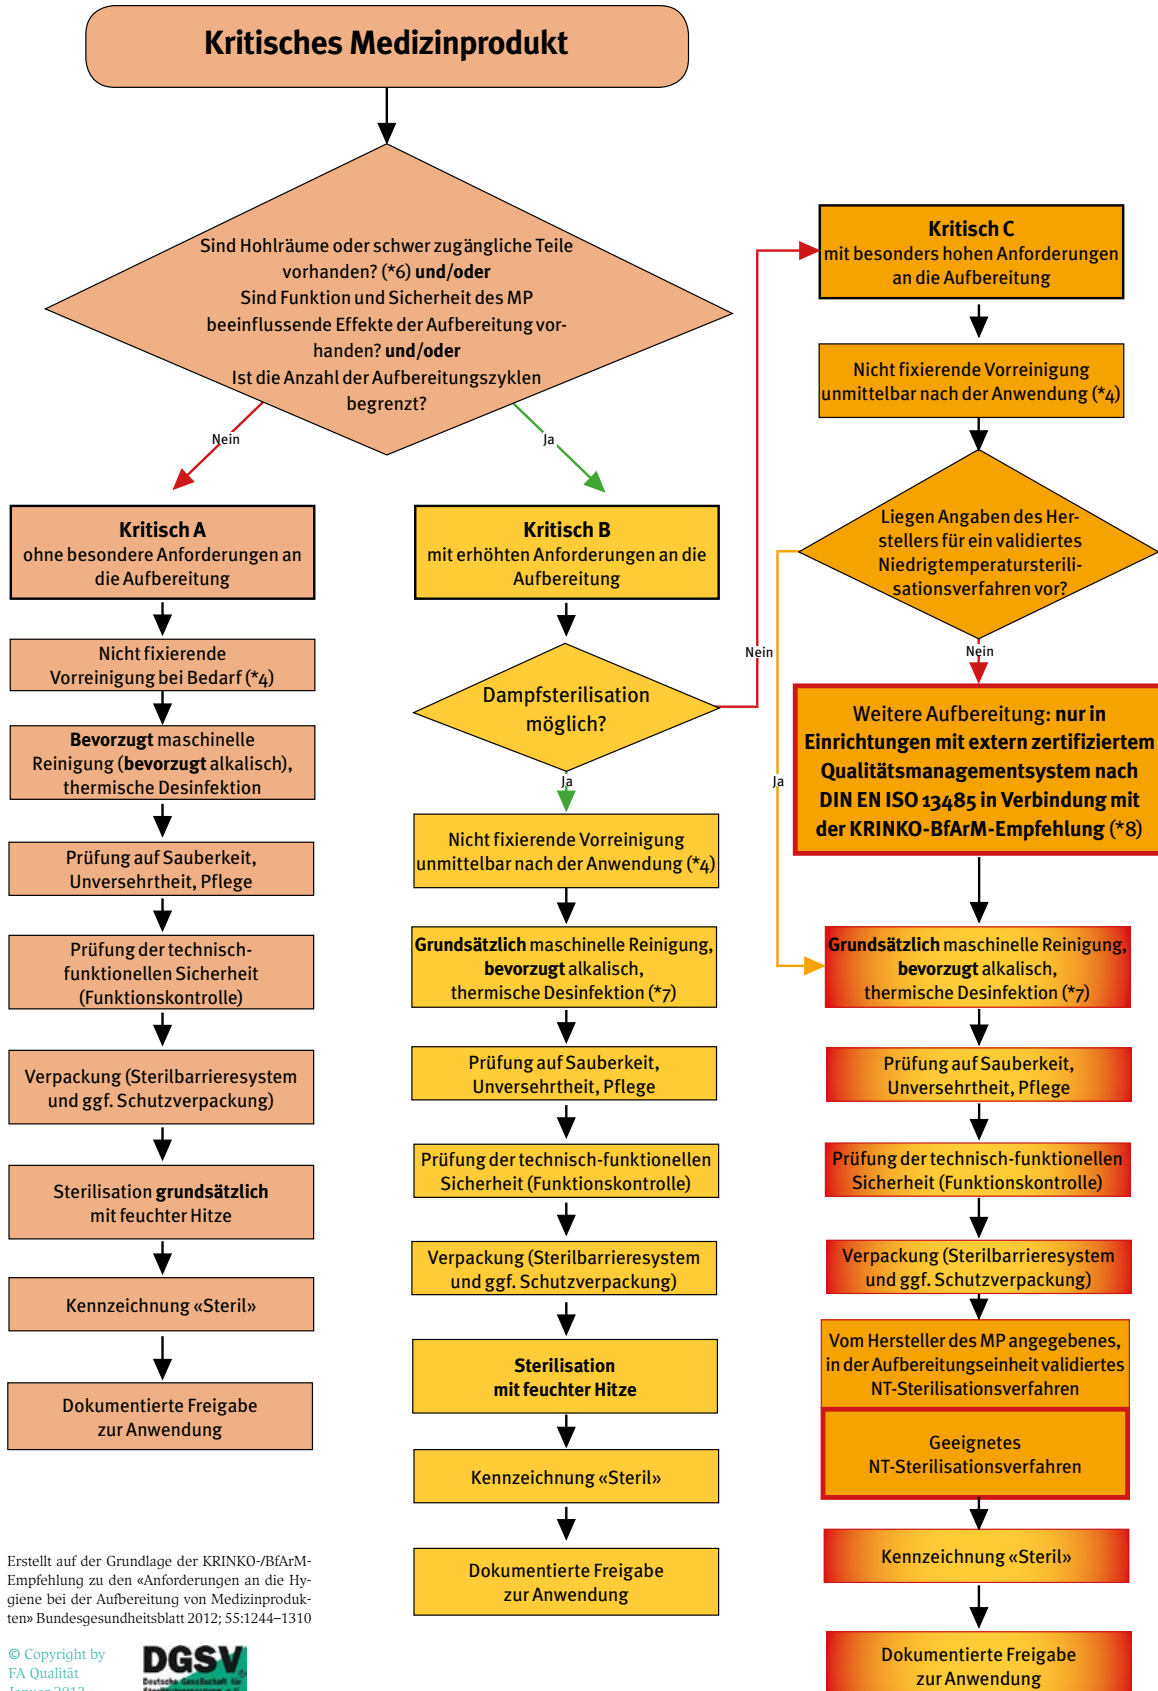 Kritisches Medizinprodukt
Sind Hohlräume oder schwer zugängliche Teile
vorhanden? (*6) und/oder
Sind Funktion und Sicherheit des MP
beeinflussende Effekte der Aufbereitung vor-
handen? und/oder
Ist die Anzahl der Aufbereitungszyklen
begrenzt?
Nein
Ja
Kritisch A
ohne besondere Anforderungen an
die Aufbereitung
Nicht fixierende
Vorreinigung bei Bedarf (*4)
Bevorzugt maschinelle
Reinigung (bevorzugt alkalisch),
thermische Desinfektion
Prüfung auf Sauberkeit,
Unversehrtheit, Pflege
Prüfung der technisch-
funktionellen Sicherheit
(Funktionskontrolle)
Verpackung (Sterilbarrieresystem
und ggf. Schutzverpackung)
Sterilisation grundsätzlich
mit feuchter Hitze
Kennzeichnung «Steril»
Dokumentierte Freigabe
zur Anwendung
Kritisch B
mit erhöhten Anforderungen an die
Aufbereitung
Dampfsterilisation
möglich?
Nein
Ja
Nicht fixierende Vorreinigung
unmittelbar nach der Anwendung (*4)
Grundsätzlich maschinelle Reinigung,
bevorzugt alkalisch,
thermische Desinfektion (*7)
Prüfung auf Sauberkeit,
Unversehrtheit, Pflege
Prüfung der technisch-funktionellen
Sicherheit (Funktionskontrolle)
Verpackung (Sterilbarrieresystem
und ggf. Schutzverpackung)
Sterilisation
mit feuchter Hitze
Kennzeichnung «Steril»
Dokumentierte Freigabe
zur Anwendung
Kritisch C
mit besonders hohen Anforderungen
an die Aufbereitung
Nicht fixierende Vorreinigung
unmittelbar nach der Anwendung (*4)
Liegen Angaben des Her-
stellers für ein validiertes
Niedrigtemperatursterili-
sationsverfahren vor?
Nein
Ja
Weitere Aufbereitung: nur in
Einrichtungen mit extern zertifiziertem
Qualitätsmanagementsystem nach
DIN EN ISO 13485 in Verbindung mit
der KRINKO-BfArM-Empfehlung (*8)
Grundsätzlich maschinelle Reinigung,
bevorzugt alkalisch,
thermische Desinfektion (*7)
Prüfung auf Sauberkeit,
Unversehrtheit, Pflege
Prüfung der technisch-funktionellen
Sicherheit (Funktionskontrolle)
Verpackung (Sterilbarrieresystem
und ggf. Schutzverpackung)
Vom Hersteller des MP angegebenes,
in der Aufbereitungseinheit validiertes
NT-Sterilisationsverfahren
Geeignetes
NT-Sterilisationsverfahren
Kennzeichnung «Steril»
Dokumentierte Freigabe
zur Anwendung
Erstellt auf der Grundlage der KRINKO-/BfArM-
Empfehlung zu den «Anforderungen an die Hy-
giene bei der Aufbereitung von Medizinproduk-
ten» Bundesgesundheitsblatt 2012; 55:1244–1310
© Copyright by
FA Qualität
Januar 2013
DGSV
Deutsche Gesellschaft für